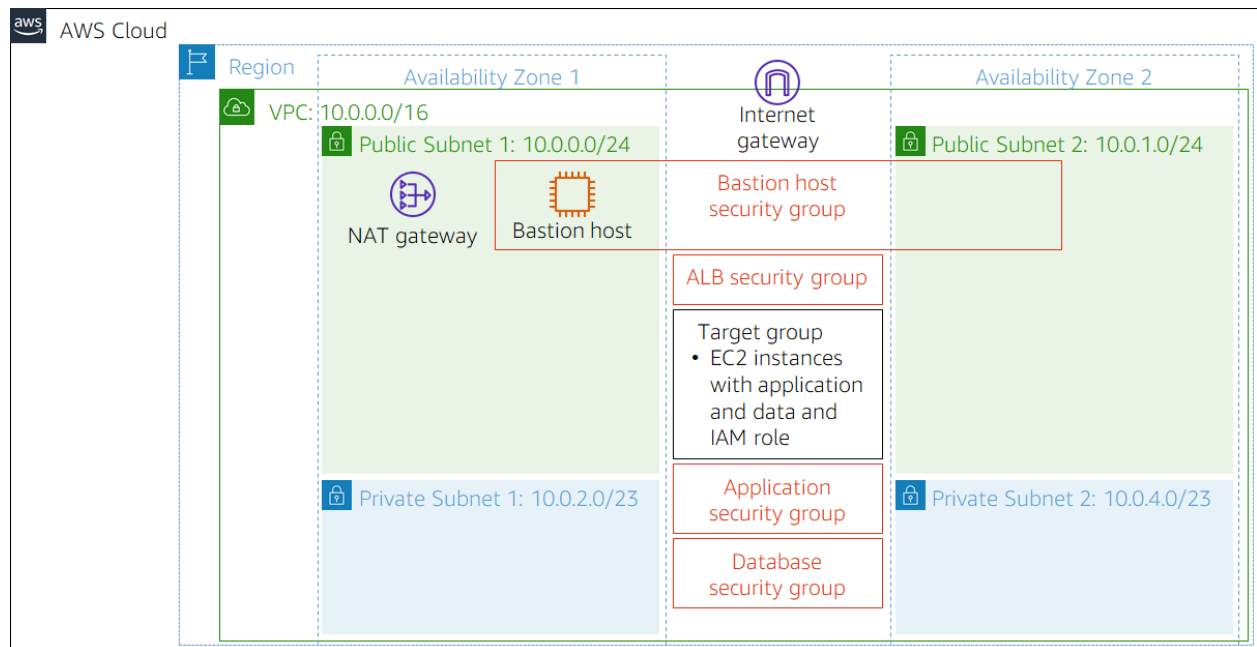 aws
AWS Cloud
Region
Availability Zone 1
Availability Zone 2
Internet
gateway
VPC: 10.0.0.0/16
Public Subnet 1: 10.0.0.0/24
Public Subnet 2: 10.0.1.0/24
NAT gateway
Bastion host
Bastion host
security group
ALB security group
Target group
• EC2 instances
with application
and data and
IAM role
Private Subnet 1: 10.0.2.0/23
Application
security group
Private Subnet 2: 10.0.4.0/23
Database
security group